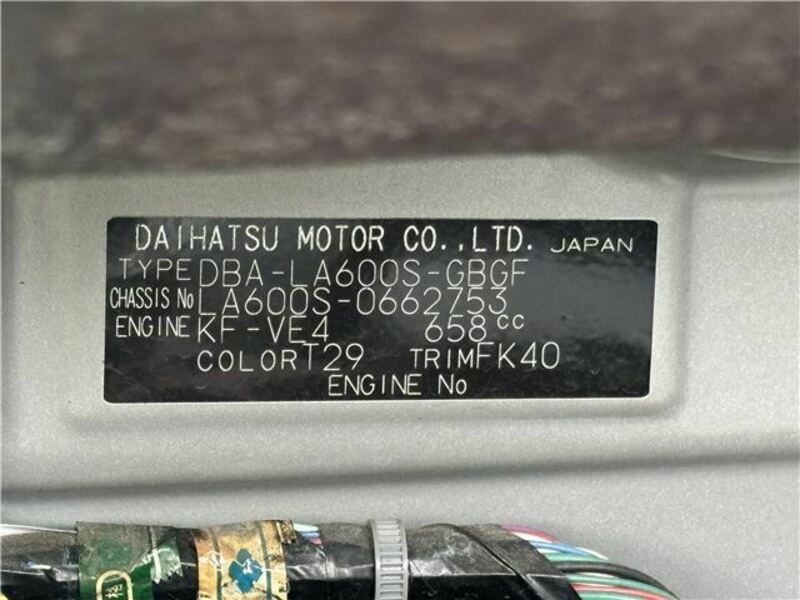 DAIHATSU MOTOR CO.,LTD. JAPAN
TYPE DBA-LA600S-GBGF
CHASSIS No LA600S-0662753
ENGINE KF-VE4 658cc
COLOR T29 TRIM FK40
ENGINE No